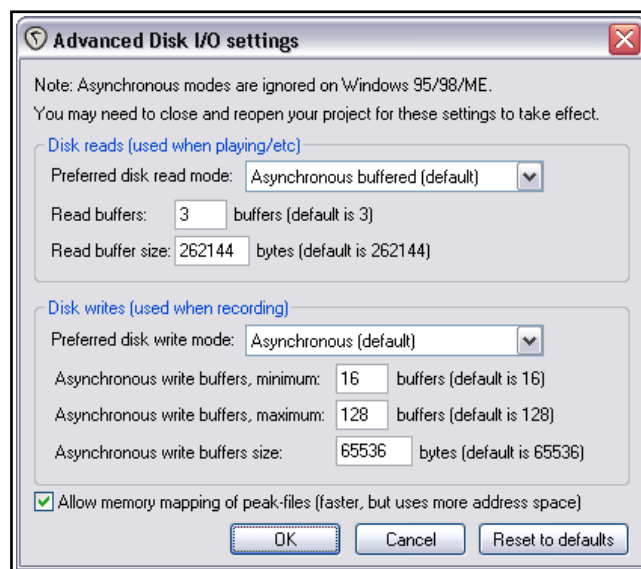 Advanced Disk I/O settings
Note: Asynchronous modes are ignored on Windows 95/98/ME.
You may need to close and reopen your project for these settings to take effect.
Disk reads (used when playing/etc)
Preferred disk read mode: Asynchronous buffered (default)
Read buffers: 3 buffers (default is 3)
Read buffer size: 262144 bytes (default is 262144)
Disk writes (used when recording)
Preferred disk write mode: Asynchronous (default)
Asynchronous write buffers, minimum: 16 buffers (default is 16)
Asynchronous write buffers, maximum: 128 buffers (default is 128)
Asynchronous write buffers size: 65536 bytes (default is 65536)
Allow memory mapping of peak-files (faster, but uses more address space)
OK Cancel Reset to defaults